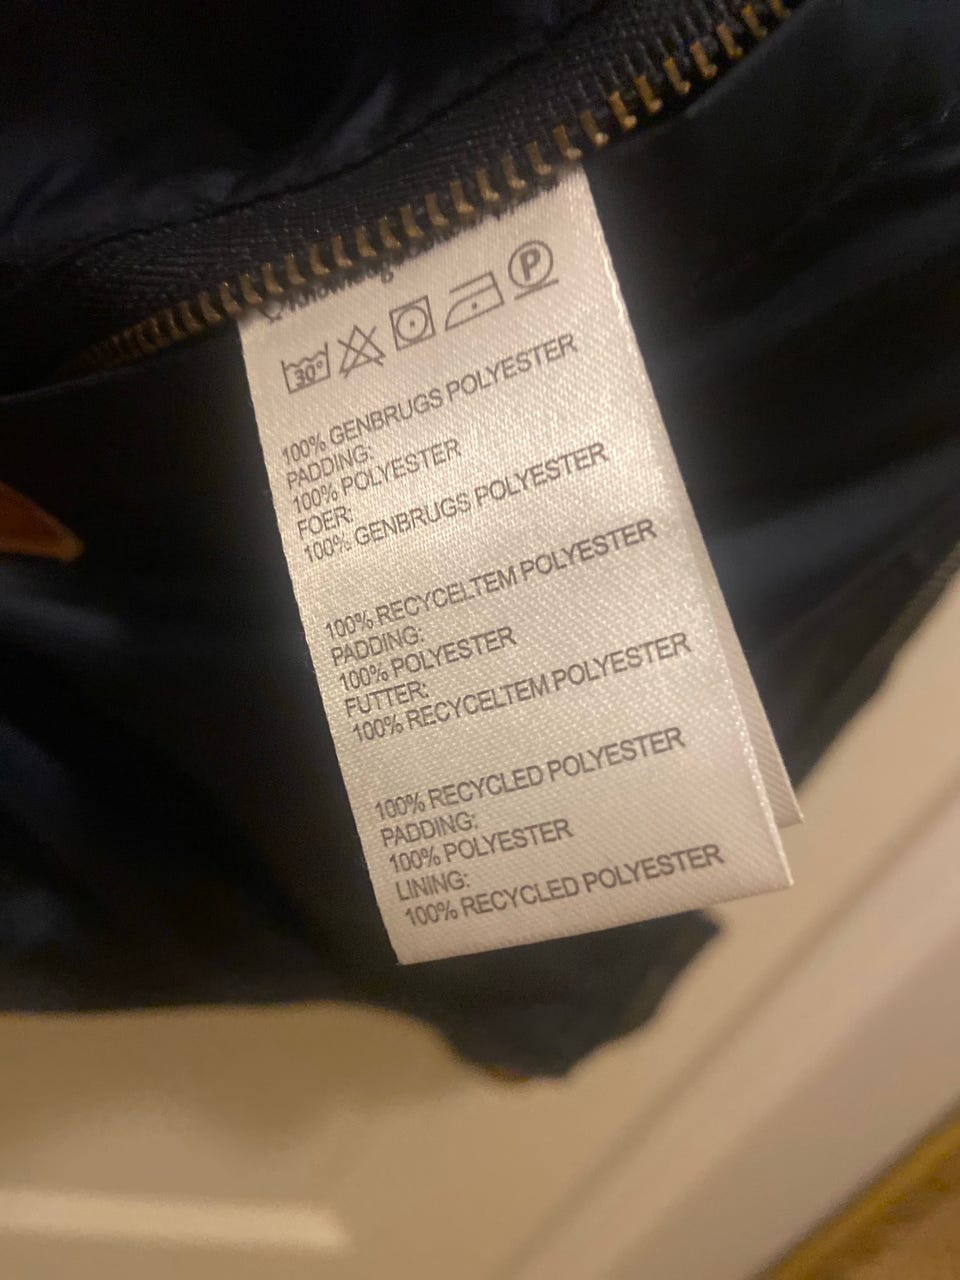 30°
P
100% GENBRUGS POLYESTER
PADDING:
100% POLYESTER
FOER:
100% GENBRUGS POLYESTER
100% RECYCELTEM POLYESTER
PADDING:
100% POLYESTER
FUTTER:
100% RECYCELTEM POLYESTER
100% RECYCLED POLYESTER
PADDING:
100% POLYESTER
LINING:
100% RECYCLED POLYESTER